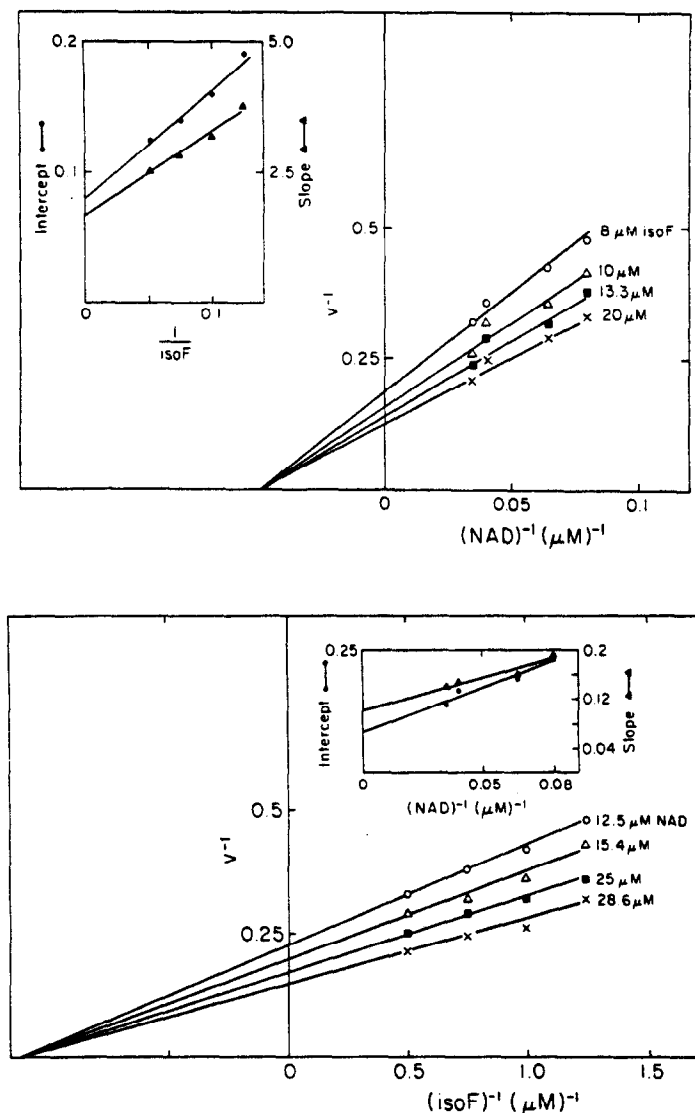 0.2
5.0
Intercept
0.1
2.5
Slope
0
0.1
1
isoF
0.5
8 μM isoF
10 μM
13.3 μM
20 μM
v⁻¹
0.25
0
0.05
0.1
(NAD)⁻¹ (μM)⁻¹
0.25
0.2
Intercept
0.12
Slope
0.04
0
0.05
0.08
(NAD)⁻¹ (μM)⁻¹
0.5
12.5 μM NAD
v⁻¹
15.4 μM
25 μM
0.25
28.6 μM
0
0.5
1.0
1.5
(isoF)⁻¹ (μM)⁻¹